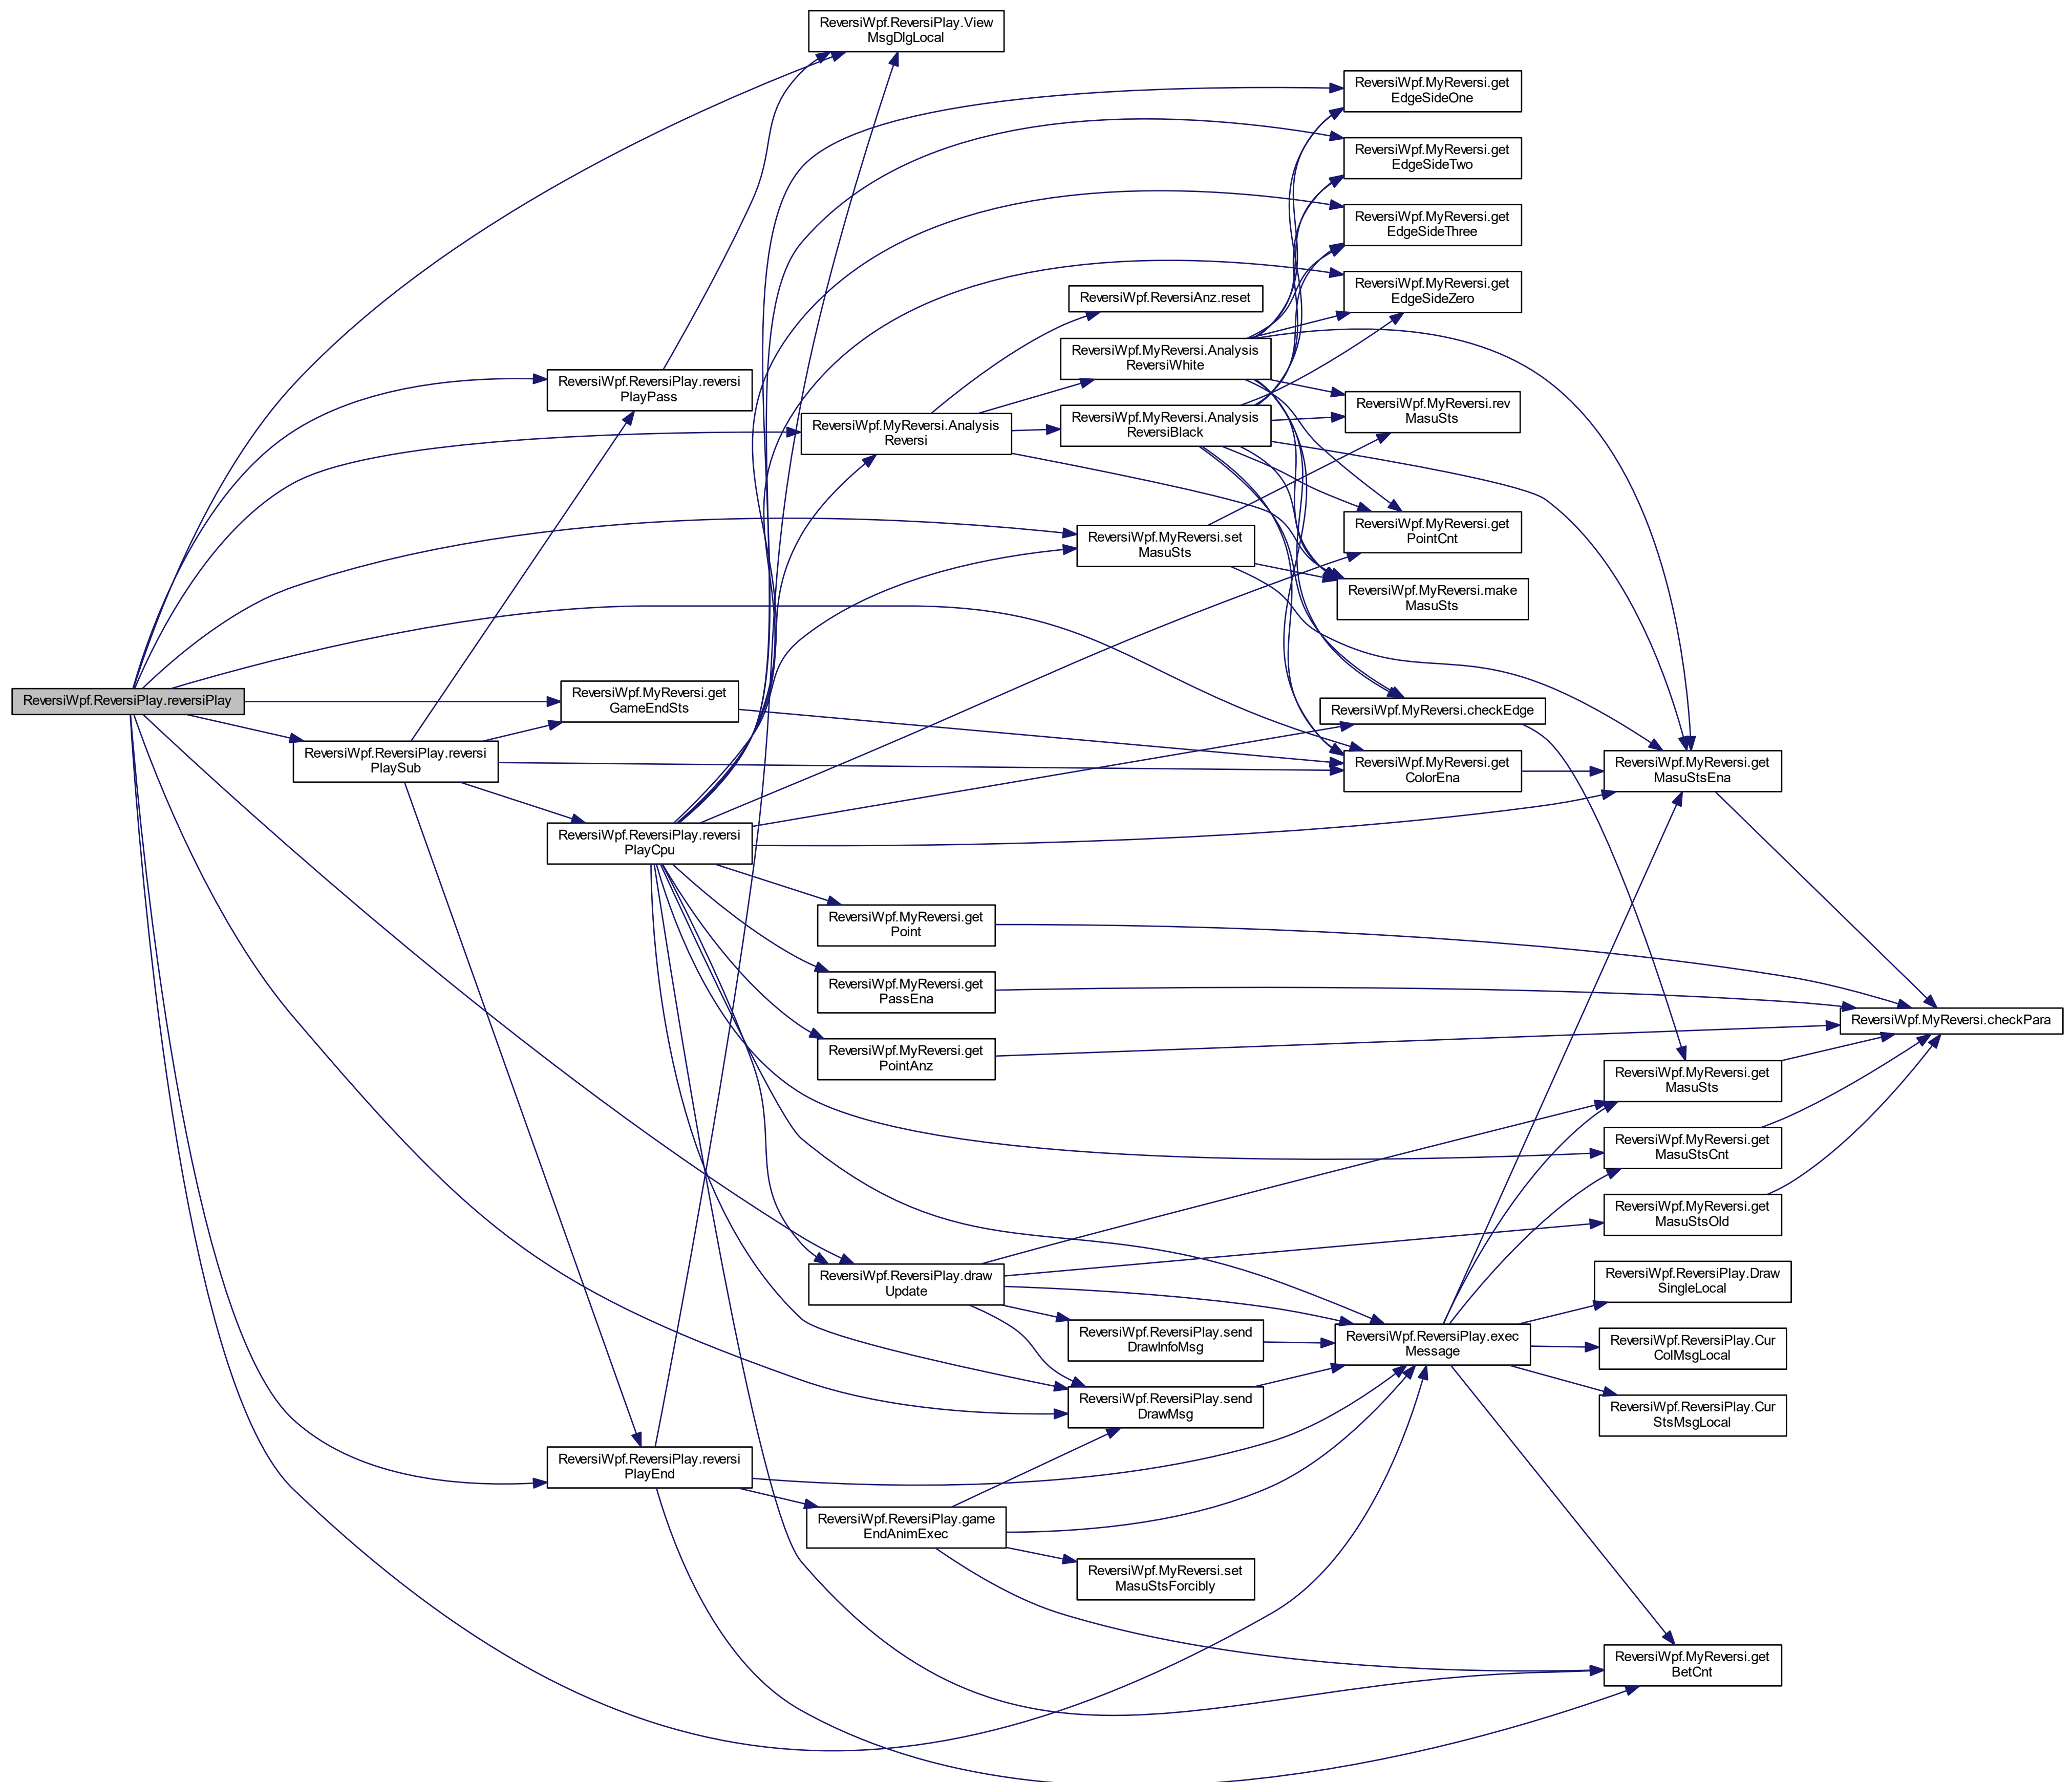 ReversiWpf.ReversiPlay.View
MsgDlgLocal
ReversiWpf.MyReversi.get
EdgeSideOne
ReversiWpf.MyReversi.get
EdgeSideTwo
ReversiWpf.MyReversi.get
EdgeSideThree
ReversiWpf.MyReversi.get
EdgeSideZero
ReversiWpf.ReversiAnz.reset
ReversiWpf.MyReversi.Analysis
ReversiWhite
ReversiWpf.ReversiPlay.reversi
PlayPass
ReversiWpf.MyReversi.rev
MasuSts
ReversiWpf.MyReversi.Analysis
ReversiBlack
ReversiWpf.MyReversi.Analysis
Reversi
ReversiWpf.MyReversi.get
PointCnt
ReversiWpf.MyReversi.set
MasuSts
ReversiWpf.MyReversi.make
MasuSts
ReversiWpf.ReversiPlay.reversiPlay
ReversiWpf.MyReversi.get
GameEndSts
ReversiWpf.MyReversi.checkEdge
ReversiWpf.ReversiPlay.reversi
PlaySub
ReversiWpf.MyReversi.get
ColorEna
ReversiWpf.MyReversi.get
MasuStsEna
ReversiWpf.ReversiPlay.reversi
PlayCpu
ReversiWpf.MyReversi.get
Point
ReversiWpf.MyReversi.get
PassEna
ReversiWpf.MyReversi.checkPara
ReversiWpf.MyReversi.get
PointAnz
ReversiWpf.MyReversi.get
MasuSts
ReversiWpf.MyReversi.get
MasuStsCnt
ReversiWpf.MyReversi.get
MasuStsOld
ReversiWpf.ReversiPlay.draw
Update
ReversiWpf.ReversiPlay.Draw
SingleLocal
ReversiWpf.ReversiPlay.send
DrawInfoMsg
ReversiWpf.ReversiPlay.exec
Message
ReversiWpf.ReversiPlay.Cur
ColMsgLocal
ReversiWpf.ReversiPlay.send
DrawMsg
ReversiWpf.ReversiPlay.Cur
StsMsgLocal
ReversiWpf.ReversiPlay.reversi
PlayEnd
ReversiWpf.ReversiPlay.game
EndAnimExec
ReversiWpf.MyReversi.set
MasuStsForcibly
ReversiWpf.MyReversi.get
BetCnt